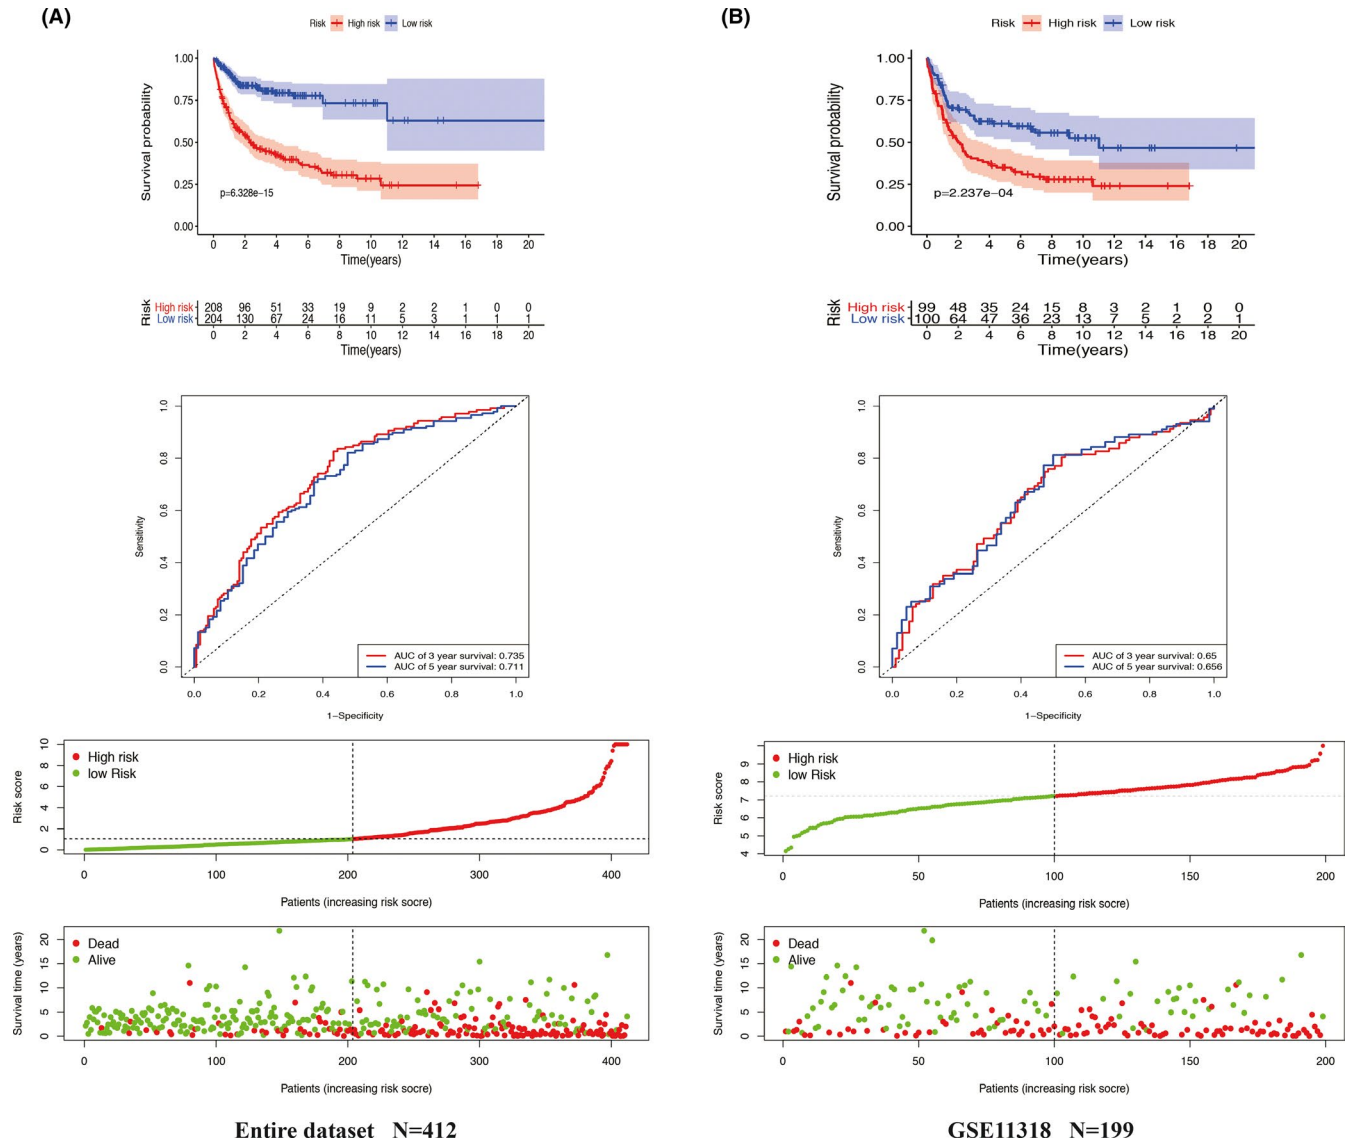 (A)
Risk High risk Low risk
Survival probability
1.00
0.75
0.50
0.25
0.00
p=6.328e−15
0 2 4 6 8 10 12 14 16 18 20
Time(years)
Risk
High risk 208 96 51 33 19 9 2 2 1 0 0
Low risk 204 130 67 24 16 11 5 3 1 1 1
0 2 4 6 8 10 12 14 16 18 20
Time(years)
Sensitivity
1.0
0.8
0.6
0.4
0.2
0.0
AUC of 3 year survival: 0.735
AUC of 5 year survival: 0.711
0.0 0.2 0.4 0.6 0.8 1.0
1−Specificity
Risk score
10
8
6
4
2
0
High risk
low Risk
0 100 200 300 400
Patients (increasing risk socre)
Survival time (years)
20
15
10
5
0
Dead
Alive
0 100 200 300 400
Patients (increasing risk socre)
Entire dataset N=412
(B)
Risk High risk Low risk
Survival probability
1.00
0.75
0.50
0.25
0.00
p=2.237e−04
0 2 4 6 8 10 12 14 16 18 20
Time(years)
Risk
High risk 99 48 35 24 15 8 3 2 1 0 0
Low risk 100 64 47 36 23 13 7 5 2 2 1
0 2 4 6 8 10 12 14 16 18 20
Time(years)
Sensitivity
1.0
0.8
0.6
0.4
0.2
0.0
AUC of 3 year survival: 0.65
AUC of 5 year survival: 0.656
0.0 0.2 0.4 0.6 0.8 1.0
1−Specificity
Risk score
9
8
7
6
5
4
High risk
low Risk
0 50 100 150 200
Patients (increasing risk socre)
Survival time (years)
20
15
10
5
0
Dead
Alive
0 50 100 150 200
Patients (increasing risk socre)
GSE11318 N=199